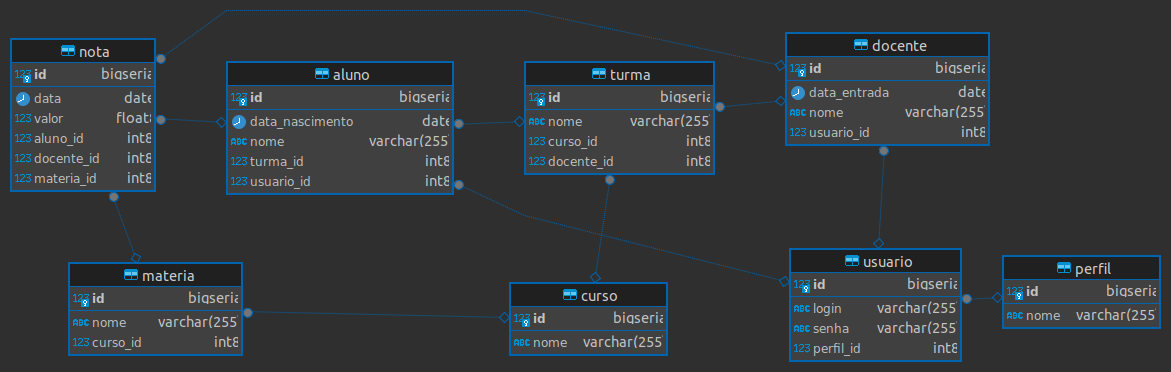 nota
123 id bigseria
data date
123 valor float8
123 aluno_id int8
123 docente_id int8
123 materia_id int8
aluno
123 id bigseria
data_nascimento date
ABC nome varchar(255)
123 turma_id int8
123 usuario_id int8
turma
123 id bigseria
ABC nome varchar(255)
123 curso_id int8
123 docente_id int8
docente
123 id bigseria
data_entrada date
ABC nome varchar(255)
123 usuario_id int8
materia
123 id bigseria
ABC nome varchar(255)
123 curso_id int8
curso
123 id bigseria
ABC nome varchar(255)
usuario
123 id bigseria
ABC login varchar(255)
ABC senha varchar(255)
123 perfil_id int8
perfil
123 id bigseria
ABC nome varchar(255)